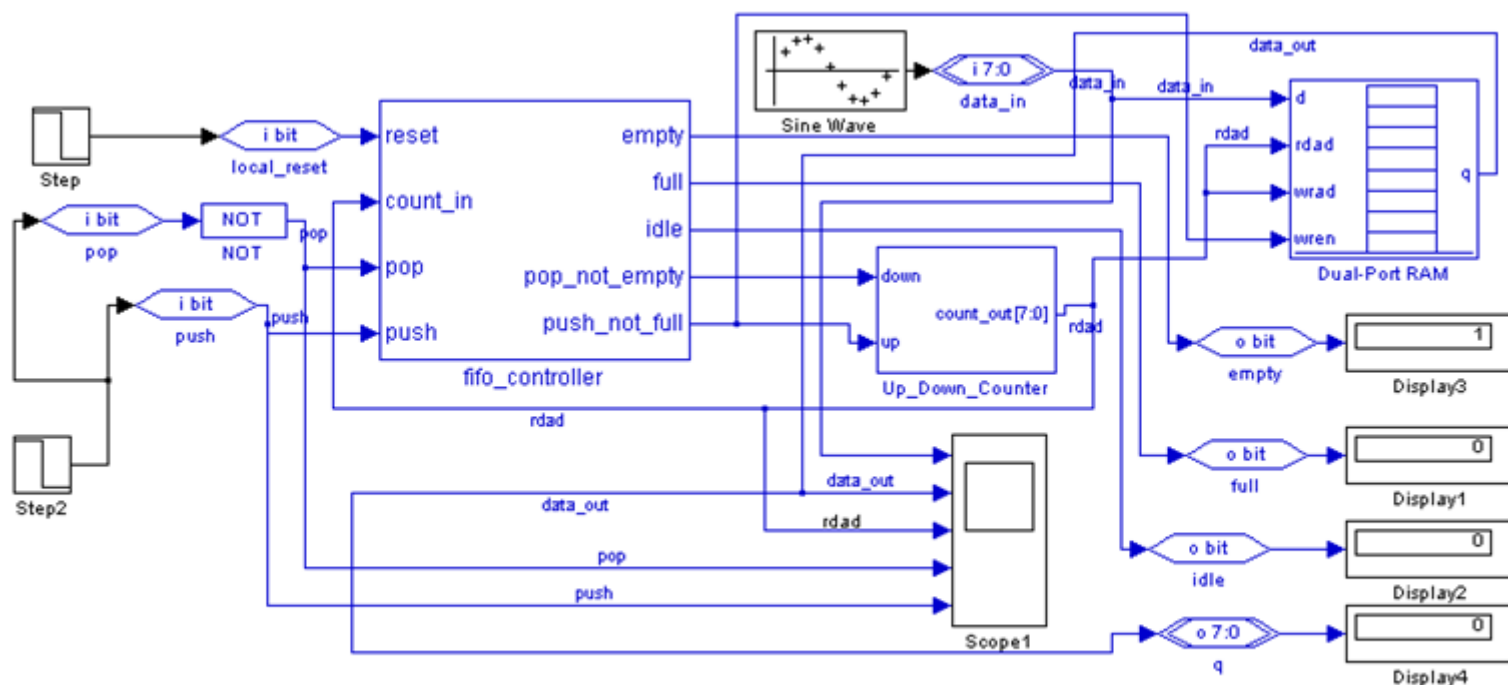 data_out
i 7:0
data_in
data_in
data_in
Sine Wave
d
rdad
rdad
wrad
wren
q
Dual-Port RAM
Step
i bit
local_reset
reset
count_in
pop
push
empty
full
idle
pop_not_empty
push_not_full
fifo_controller
i bit
pop
NOT
NOT
pop
i bit
push
push
down
up
count_out[7:0]
rdad
Up_Down_Counter
rdad
o bit
empty
1
Display3
Step2
data_out
data_out
rdad
pop
push
Scope1
o bit
full
0
Display1
o bit
idle
0
Display2
o 7:0
q
0
Display4